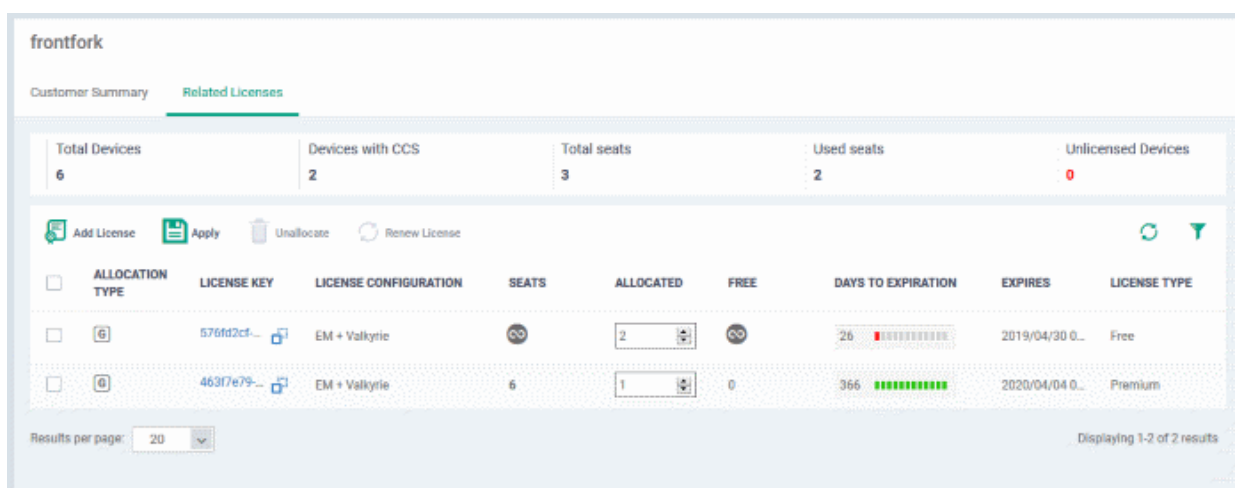 frontfork
Customer Summary Related Licenses
Total Devices Devices with CCS Total seats Used seats Unlicensed Devices
6 2 3 2 0
Add License Apply Unallocate Renew License
ALLOCATION TYPE LICENSE KEY LICENSE CONFIGURATION SEATS ALLOCATED FREE DAYS TO EXPIRATION EXPIRES LICENSE TYPE
G 576fd2cf-... EM + Valkyrie 2 26 2019/04/30 0... Free
G 463f7e79-... EM + Valkyrie 6 1 0 366 2020/04/04 0... Premium
Results per page: 20 Displaying 1-2 of 2 results